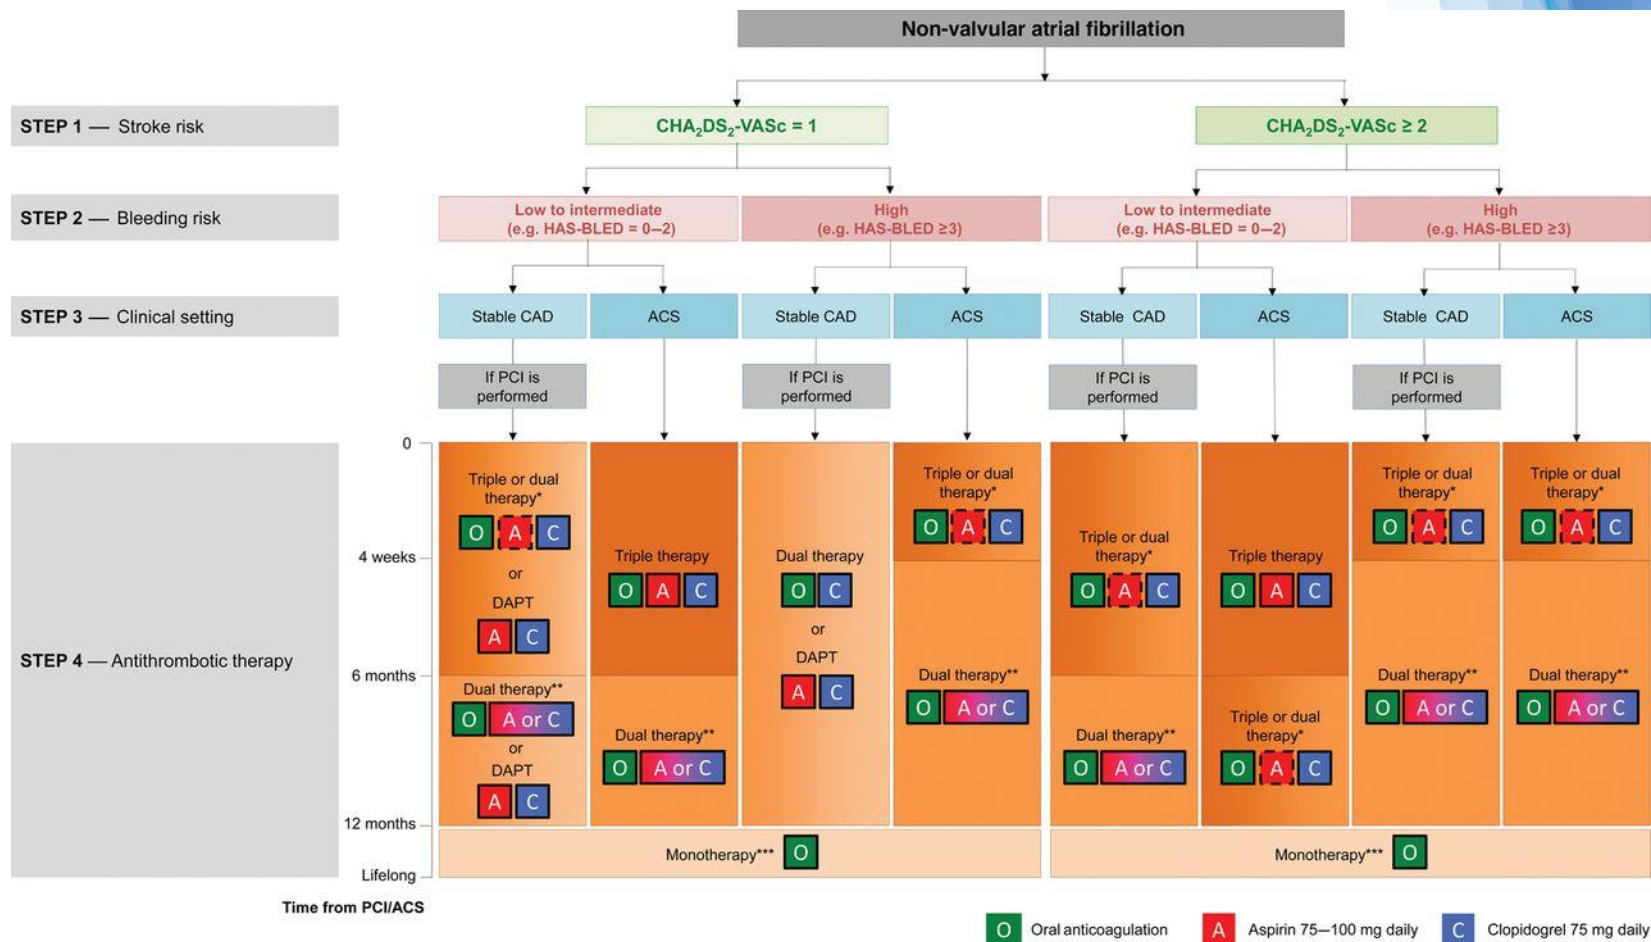 Non-valvular atrial fibrillation
STEP 1 — Stroke risk
CHA₂DS₂-VASc = 1
CHA₂DS₂-VASc ≥ 2
STEP 2 — Bleeding risk
Low to intermediate
(e.g. HAS-BLED = 0–2)
High
(e.g. HAS-BLED ≥3)
Low to intermediate
(e.g. HAS-BLED = 0–2)
High
(e.g. HAS-BLED ≥3)
STEP 3 — Clinical setting
Stable CAD
ACS
Stable CAD
ACS
Stable CAD
ACS
Stable CAD
ACS
If PCI is
performed
If PCI is
performed
If PCI is
performed
If PCI is
performed
STEP 4 — Antithrombotic therapy
0
4 weeks
6 months
12 months
Lifelong
Time from PCI/ACS
Triple or dual
therapy*
O A C
or
DAPT
A C
Dual therapy**
O A or C
or
DAPT
A C
Triple therapy
O A C
Dual therapy**
O A or C
Dual therapy
O C
or
DAPT
A C
Triple or dual
therapy*
O A C
Dual therapy**
O A or C
Triple or dual
therapy*
O A C
Dual therapy**
O A or C
Triple therapy
O A C
Triple or dual
therapy*
O A C
Triple or dual
therapy*
O A C
Dual therapy**
O A or C
Triple or dual
therapy*
O A C
Dual therapy**
O A or C
Monotherapy*** O
Monotherapy*** O
O Oral anticoagulation
A Aspirin 75–100 mg daily
C Clopidogrel 75 mg daily